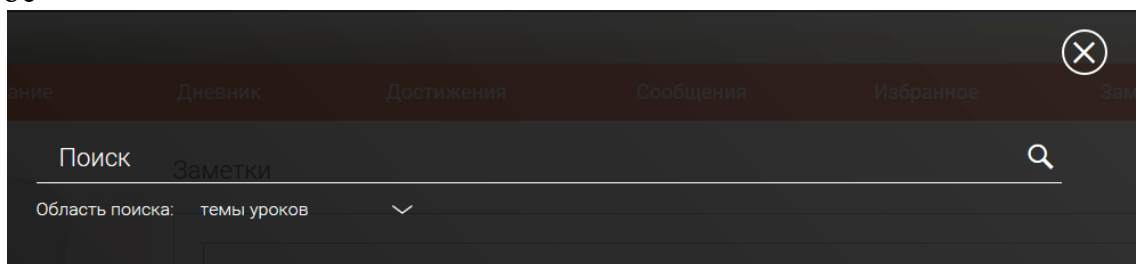 ание Дневник Достижения Сообщения Избранное Зам
Поиск
Заметки
Область поиска: темы уроков